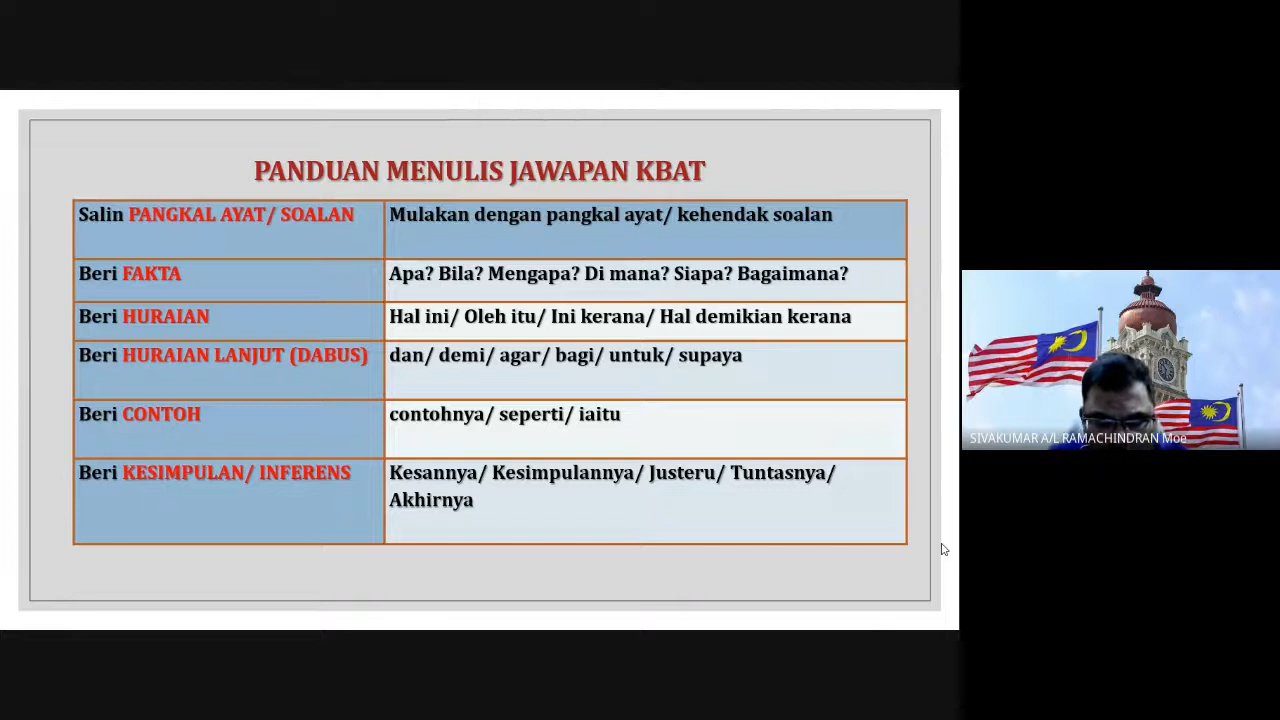 PANDUAN MENULIS JAWAPAN KBAT
Salin PANGKAL AYAT/ SOALAN
Mulakan dengan pangkal ayat/ kehendak soalan
Beri FAKTA
Apa? Bila? Mengapa? Di mana? Siapa? Bagaimana?
Beri HURAIAN
Hal ini/ Oleh itu/ Ini kerana/ Hal demikian kerana
Beri HURAIAN LANJUT (DABUS)
dan/ demi/ agar/ bagi/ untuk/ supaya
Beri CONTOH
contohnya/ seperti/ iaitu
Beri KESIMPULAN/ INFERENS
Kesannya/ Kesimpulannya/ Justeru/ Tuntasnya/
Akhirnya
SIVAKUMAR A/L RAMACHINDRAN Moe